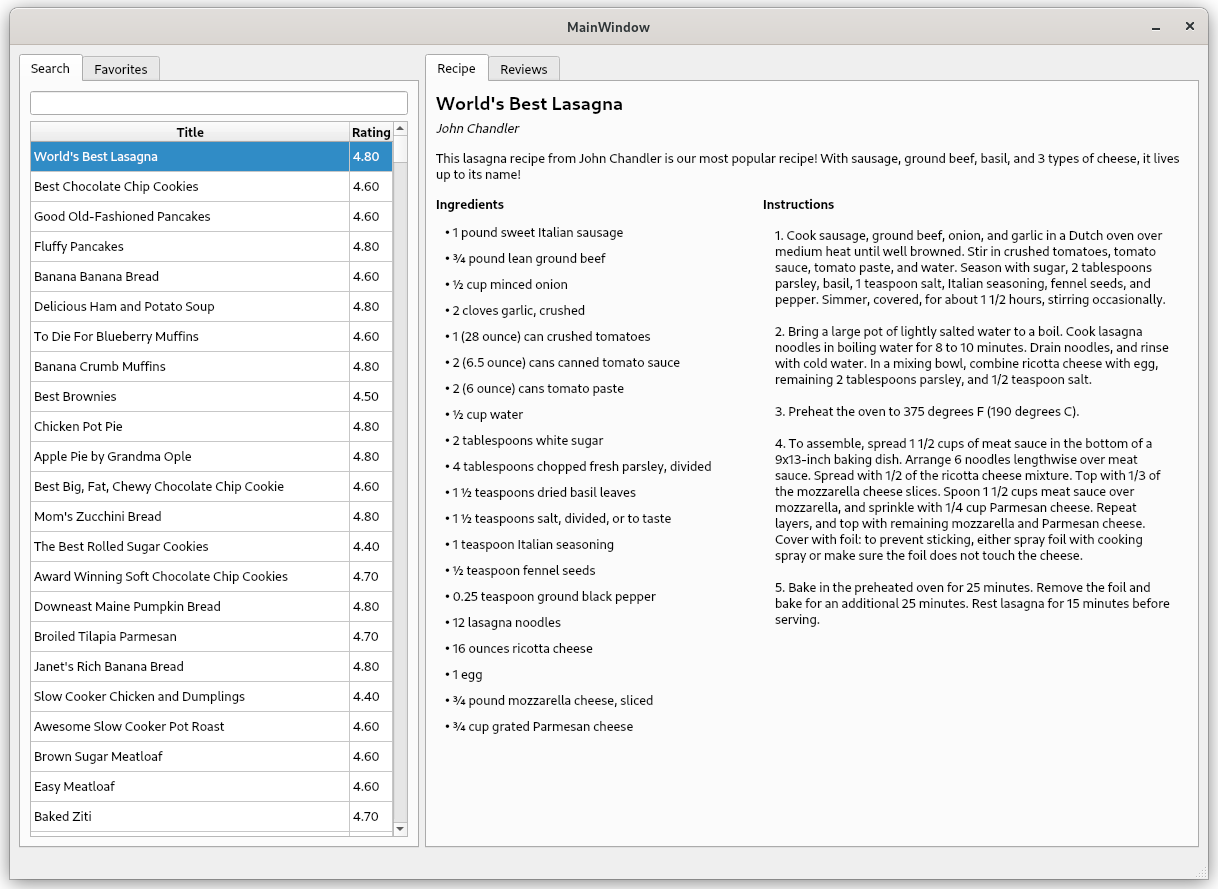 MainWindow
Search
Favorites
Title
Rating
World's Best Lasagna
4.80
Best Chocolate Chip Cookies
4.60
Good Old-Fashioned Pancakes
4.60
Fluffy Pancakes
4.80
Banana Banana Bread
4.60
Delicious Ham and Potato Soup
4.80
To Die For Blueberry Muffins
4.60
Banana Crumb Muffins
4.80
Best Brownies
4.50
Chicken Pot Pie
4.80
Apple Pie by Grandma Ople
4.80
Best Big, Fat, Chewy Chocolate Chip Cookie
4.60
Mom's Zucchini Bread
4.80
The Best Rolled Sugar Cookies
4.40
Award Winning Soft Chocolate Chip Cookies
4.70
Downeast Maine Pumpkin Bread
4.80
Broiled Tilapia Parmesan
4.70
Janet's Rich Banana Bread
4.80
Slow Cooker Chicken and Dumplings
4.40
Awesome Slow Cooker Pot Roast
4.60
Brown Sugar Meatloaf
4.60
Easy Meatloaf
4.60
Baked Ziti
4.70
Recipe
Reviews
World's Best Lasagna
John Chandler
This lasagna recipe from John Chandler is our most popular recipe! With sausage, ground beef, basil, and 3 types of cheese, it lives
up to its name!
Ingredients
• 1 pound sweet Italian sausage
• ¾ pound lean ground beef
• ½ cup minced onion
• 2 cloves garlic, crushed
• 1 (28 ounce) can crushed tomatoes
• 2 (6.5 ounce) cans canned tomato sauce
• 2 (6 ounce) cans tomato paste
• ½ cup water
• 2 tablespoons white sugar
• 4 tablespoons chopped fresh parsley, divided
• 1 ½ teaspoons dried basil leaves
• 1 ½ teaspoons salt, divided, or to taste
• 1 teaspoon Italian seasoning
• ½ teaspoon fennel seeds
• 0.25 teaspoon ground black pepper
• 12 lasagna noodles
• 16 ounces ricotta cheese
• 1 egg
• ¾ pound mozzarella cheese, sliced
• ¾ cup grated Parmesan cheese
Instructions
1. Cook sausage, ground beef, onion, and garlic in a Dutch oven over
medium heat until well browned. Stir in crushed tomatoes, tomato
sauce, tomato paste, and water. Season with sugar, 2 tablespoons
parsley, basil, 1 teaspoon salt, Italian seasoning, fennel seeds, and
pepper. Simmer, covered, for about 1 1/2 hours, stirring occasionally.
2. Bring a large pot of lightly salted water to a boil. Cook lasagna
noodles in boiling water for 8 to 10 minutes. Drain noodles, and rinse
with cold water. In a mixing bowl, combine ricotta cheese with egg,
remaining 2 tablespoons parsley, and 1/2 teaspoon salt.
3. Preheat the oven to 375 degrees F (190 degrees C).
4. To assemble, spread 1 1/2 cups of meat sauce in the bottom of a
9x13-inch baking dish. Arrange 6 noodles lengthwise over meat
sauce. Spread with 1/2 of the ricotta cheese mixture. Top with 1/3 of
the mozzarella cheese slices. Spoon 1 1/2 cups meat sauce over
mozzarella, and sprinkle with 1/4 cup Parmesan cheese. Repeat
layers, and top with remaining mozzarella and Parmesan cheese.
Cover with foil: to prevent sticking, either spray foil with cooking
spray or make sure the foil does not touch the cheese.
5. Bake in the preheated oven for 25 minutes. Remove the foil and
bake for an additional 25 minutes. Rest lasagna for 15 minutes before
serving.